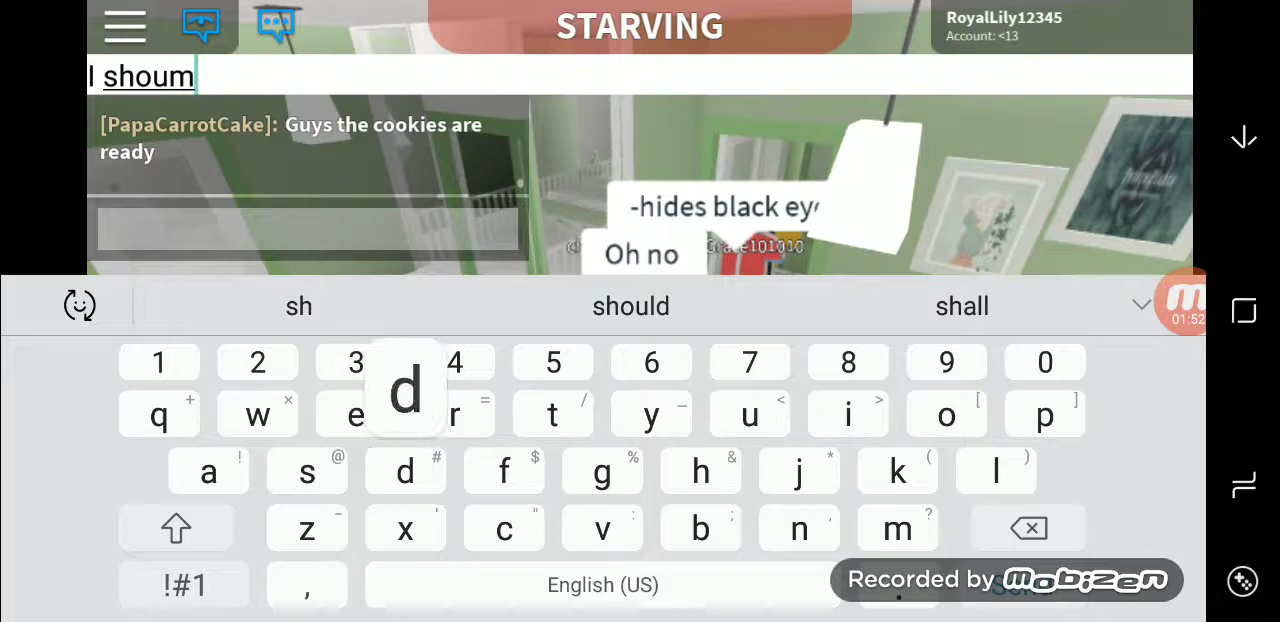 STARVING
RoyalLily12345
Account: <13
I shoum
[PapaCarrotCake]: Guys the cookies are
ready
-hides black ey
Grace101010
Oh no
sh should shall
01:52
1 2 3 4 5 6 7 8 9 0
d
q + w × e r = t / y _ u < i > o [ p ]
a ! s @ d # f $ g % h & j * k ( l )
z - x ' c " v : b ; n , m ?
!#1 , English (US) .
Recorded by mobizen